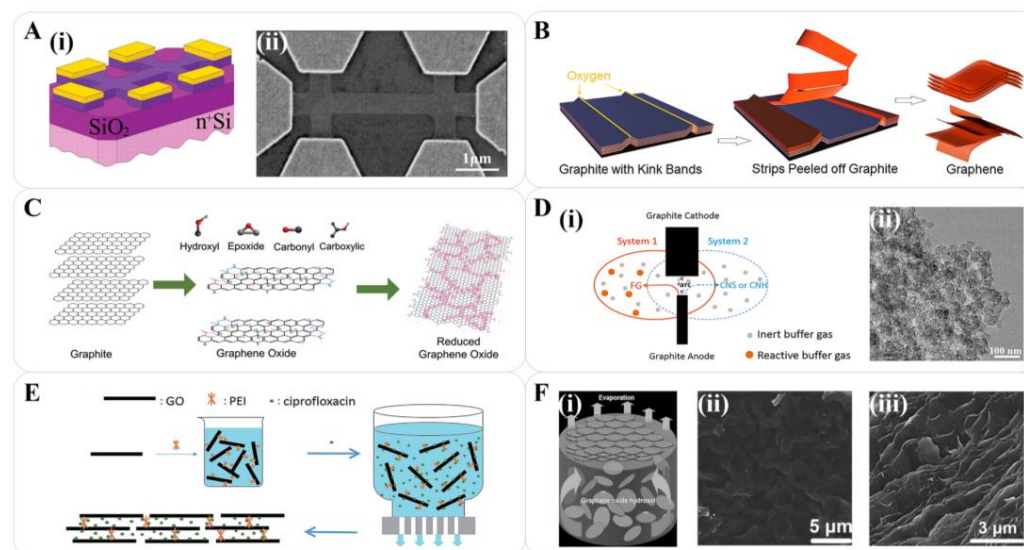 A
(i)
SiO₂
n⁺Si
(ii)
1μm
B
Oxygen
Graphite with Kink Bands
Strips Peeled off Graphite
Graphene
C
Hydroxyl Epoxide Carbonyl Carboxylic
Graphite
Graphene Oxide
Reduced
Graphene Oxide
D
(i)
Graphite Cathode
System 1
System 2
FG
arc
CNS or CNH
Graphite Anode
Inert buffer gas
Reactive buffer gas
(ii)
100 nm
E
: GO
: PEI
: ciprofloxacin
F
(i)
Evaporation
Graphene oxide hydrosol
(ii)
5 μm
(iii)
3 μm